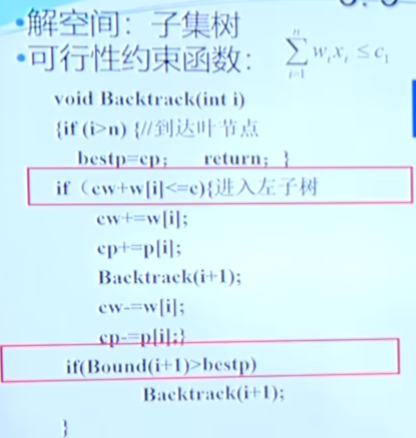 •解空间：子集树
•可行性约束函数： \sum_{i=1}^{n} w_i x_i ≤ c_1
void Backtrack(int i)
{if (i>n) {//到达叶节点
bestp=cp; return; }
if（cw+w[i]<=c){进入左子树
cw+=w[i];
cp+=p[i];
Backtrack(i+1);
cw-=w[i];
cp-=p[i];}
if(Bound(i+1)>bestp)
Backtrack(i+1);
}